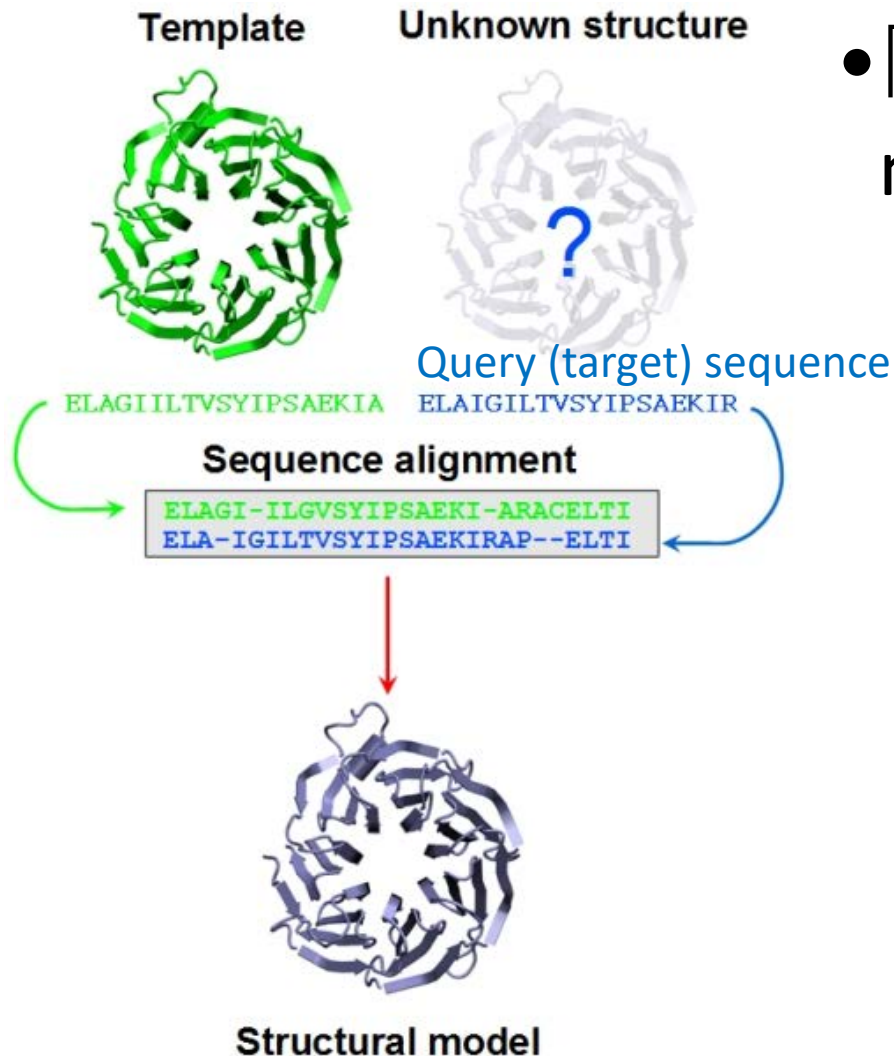 Template Unknown structure
•
?
Query (target) sequence
ELAGIILTVSYIPSAEKIA ELAIGILTVSYIPSAEKIR
Sequence alignment
ELAGI-ILGVSYIPSAEKI-ARACELTI
ELA-IGILTVSYIPSAEKIRAP--ELTI
Structural model